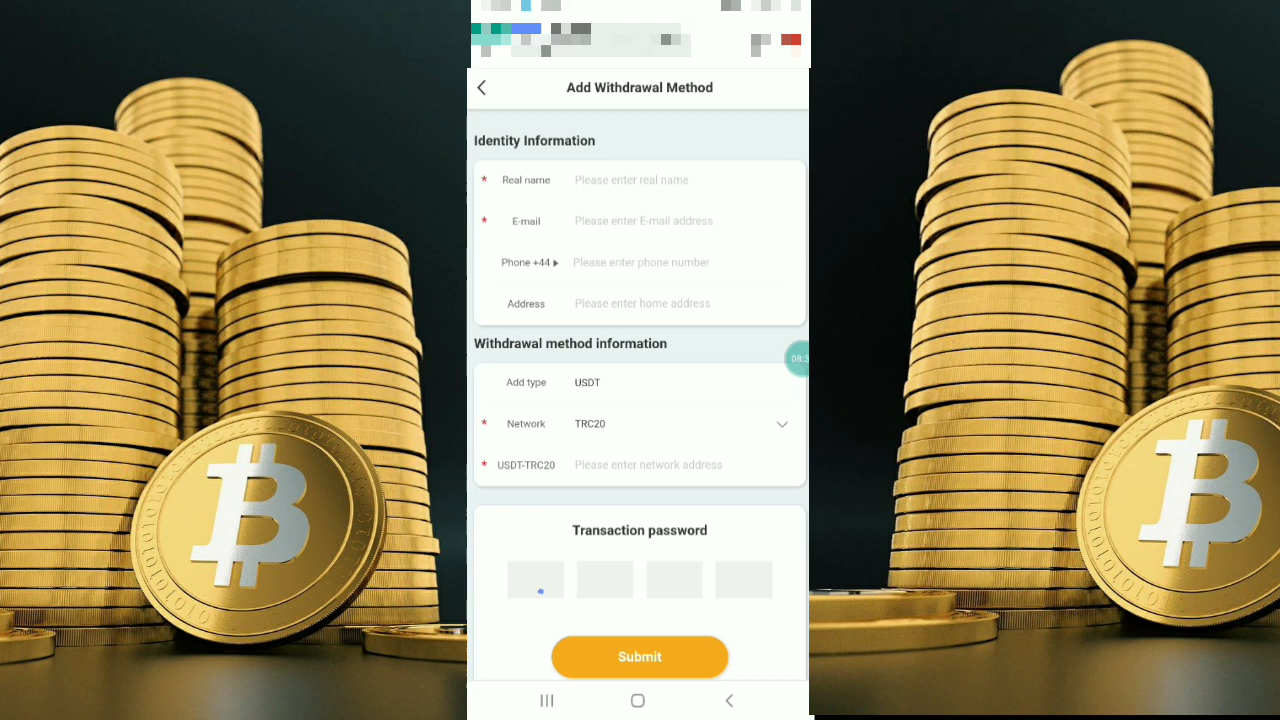 Add Withdrawal Method
Identity Information
* Real name Please enter real name
* E-mail Please enter E-mail address
Phone +44 Please enter phone number
Address Please enter home address
Withdrawal method information
Add type USDT
* Network TRC20
* USDT-TRC20 Please enter network address
Transaction password
Submit